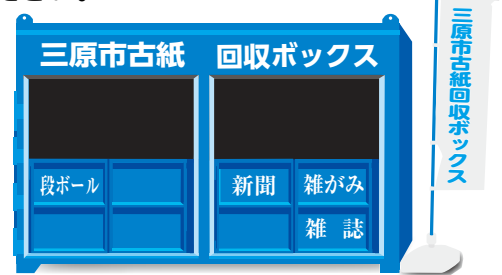 三原市古紙 回収ボックス
段ボール
新聞 雑がみ
雑 誌
三原市古紙回収ボックス